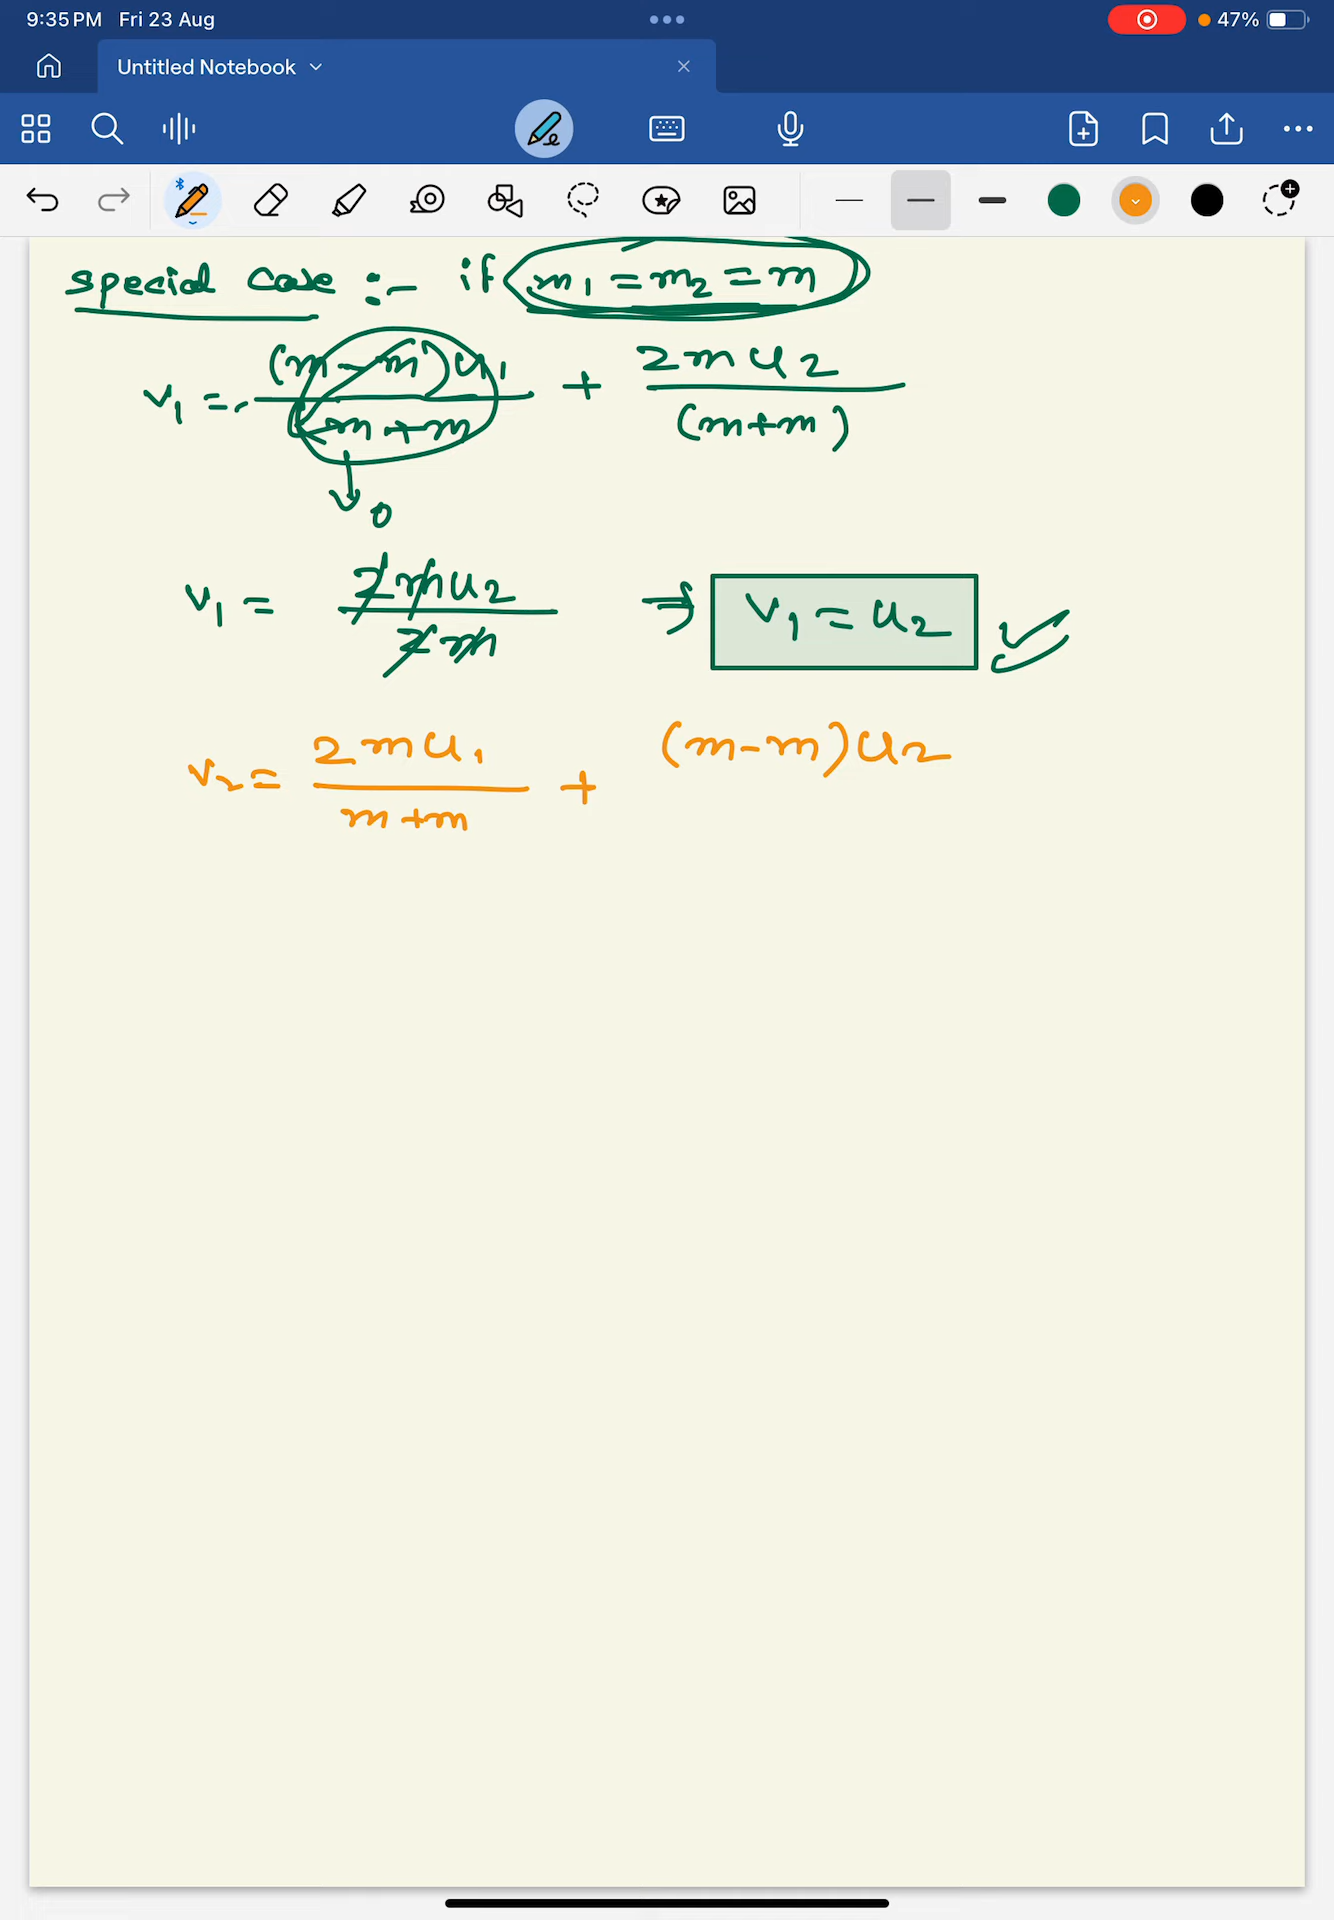 9:35 PM Fri 23 Aug
47%
Untitled Notebook
special case :- if m₁ = m₂ = m
v₁ = (m - m)u₁ / m + m + 2mu₂ / (m + m)
0
v₁ = 2mu₂ / 2m ⇒ v₁ = u₂
v₂ = 2mu₁ / m + m + (m - m)u₂